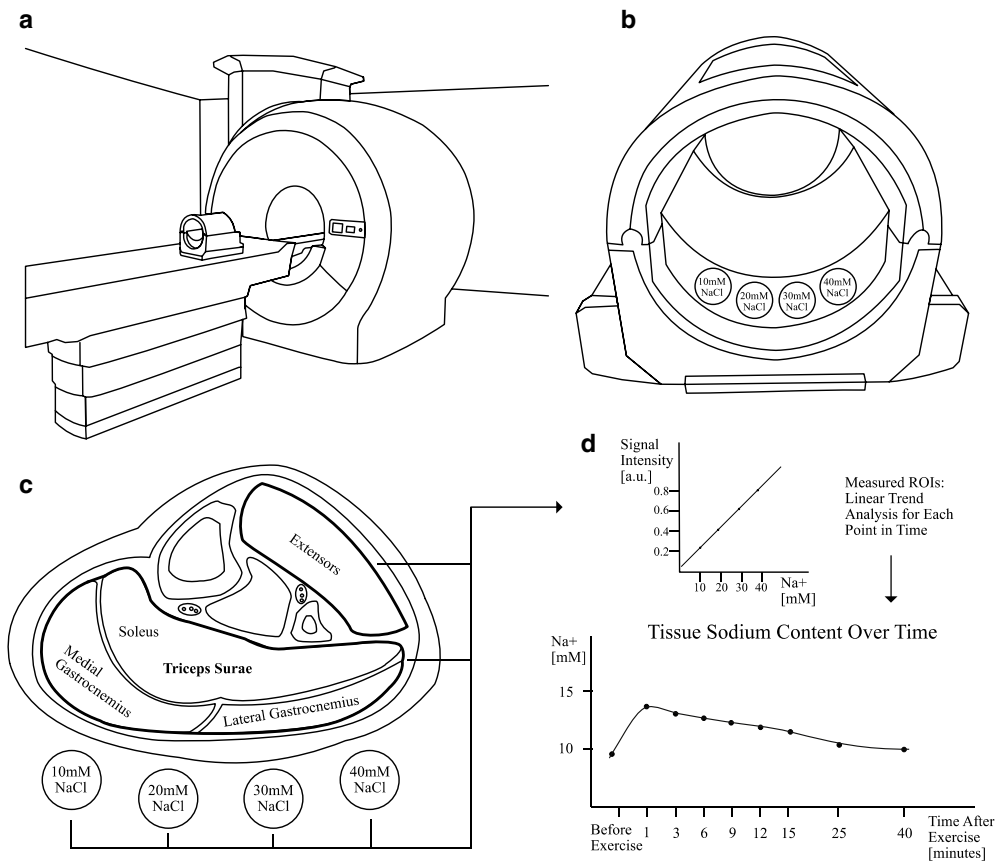 a
b
10mM
NaCl
20mM
NaCl
30mM
NaCl
40mM
NaCl
c
Extensors
Soleus
Triceps Surae
Medial
Gastrocnemius
Lateral Gastrocnemius
10mM
NaCl
20mM
NaCl
30mM
NaCl
40mM
NaCl
d
Signal
Intensity
[a.u.]
0.8
0.6
0.4
0.2
10 20 30 40
Na+
[mM]
Measured ROIs:
Linear Trend
Analysis for Each
Point in Time
Tissue Sodium Content Over Time
Na+
[mM]
15
10
Before
Exercise
1 3 6 9 12 15 25 40
Time After
Exercise
[minutes]